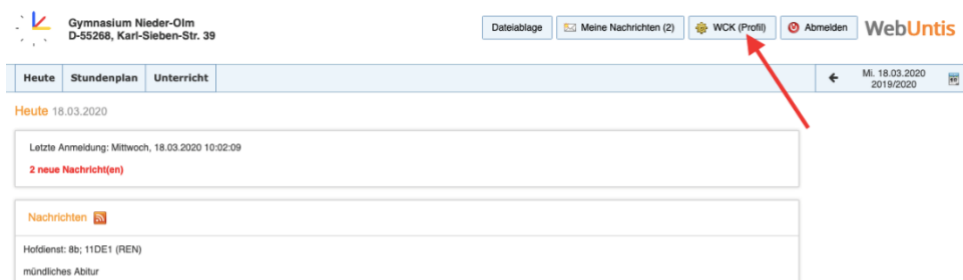 Gymnasium Nieder-Olm
D-55268, Karl-Sieben-Str. 39
Dateiablage
Meine Nachrichten (2)
WCK (Profil)
Abmelden
WebUntis
Heute Stundenplan Unterricht
Mi. 18.03.2020
2019/2020
Heute 18.03.2020
Letzte Anmeldung: Mittwoch, 18.03.2020 10:02:09
2 neue Nachricht(en)
Nachrichten
Hofdienst: 8b; 11DE1 (REN)
mündliches Abitur